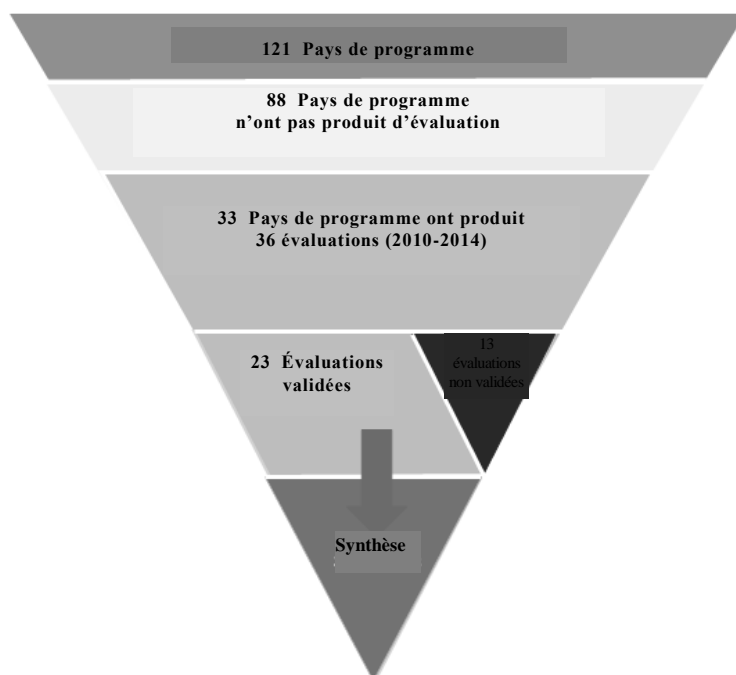 121 Pays de programme
88 Pays de programme
n'ont pas produit d'évaluation
33 Pays de programme ont produit
36 évaluations (2010-2014)
23 Évaluations
validées
13
évaluations
non validées
Synthèse